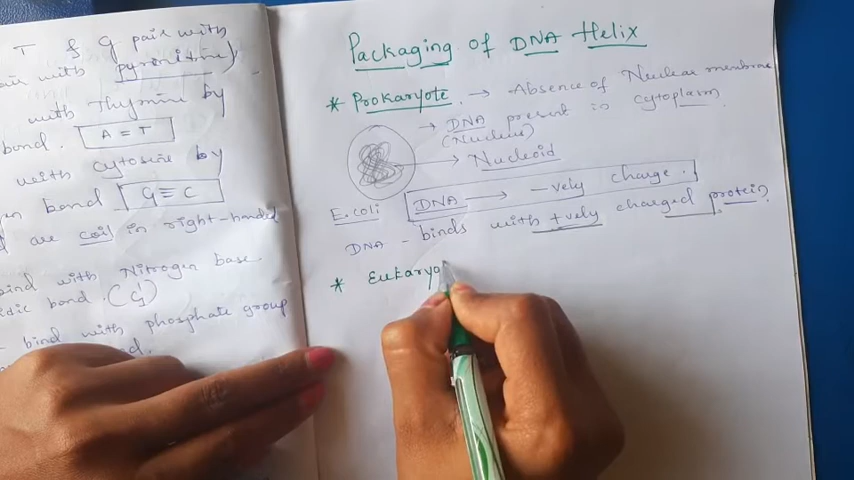 T & G pair with
pair with pyrimitine)
with Thymine by
bond. A = T
with cytosine by
bond G ≡ C
are coil in right-handed
bind with Nitrogen base.
bond. (G)
- bind with phosphate group
Packaging of DNA Helix
* Prokaryote. → Absence of Nuclear membrane
→ DNA present in cytoplasm
(Nucleus)
→ Nucleoid
E.coli
DNA → -vely charge.
DNA - binds with +vely charged protein.
* Eukaryo